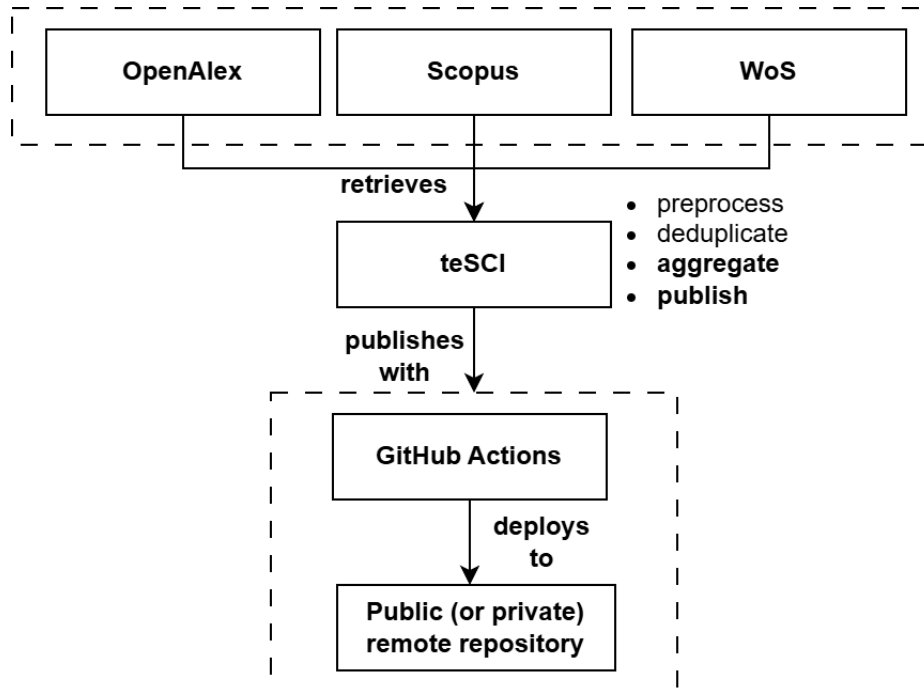 OpenAlex
Scopus
WoS
retrieves
teSCI
• preprocess
• deduplicate
• aggregate
• publish
publishes
with
GitHub Actions
deploys
to
Public (or private)
remote repository